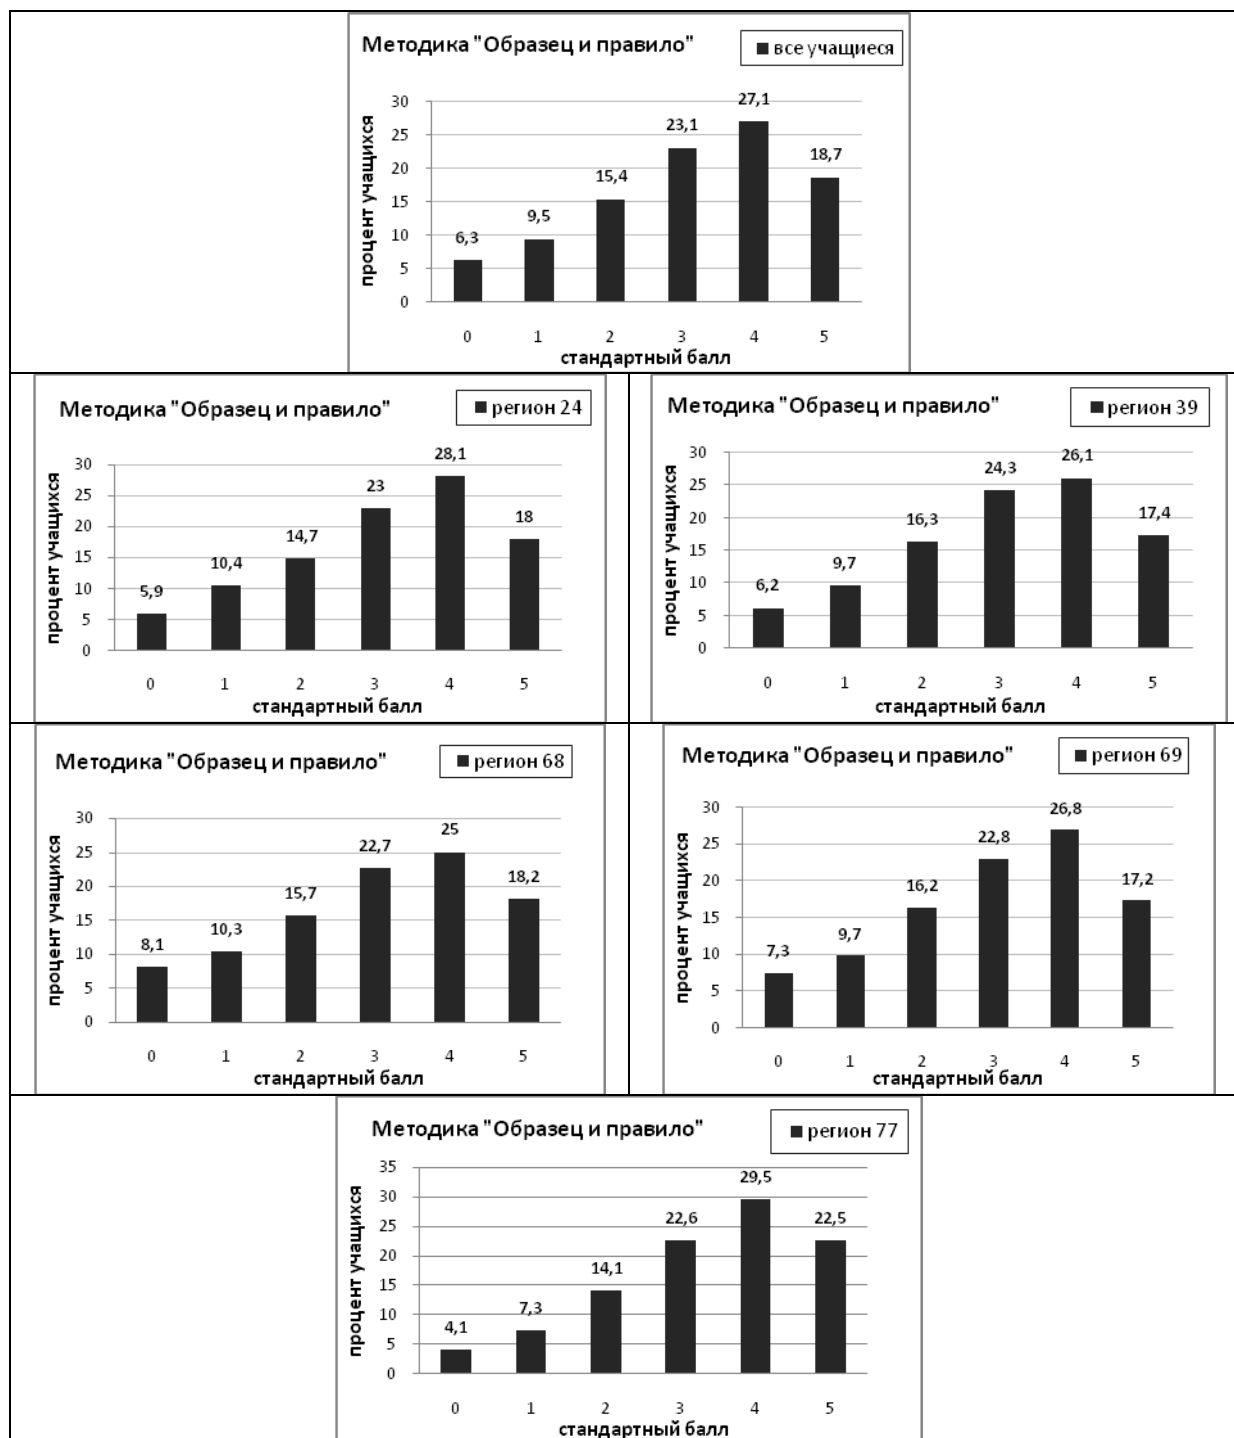 Методика "Образец и правило"
все учащиеся
процент учащихся
30
25
20
15
10
5
0
6,3
9,5
15,4
23,1
27,1
18,7
0 1 2 3 4 5
стандартный балл
Методика "Образец и правило"
регион 24
процент учащихся
30
25
20
15
10
5
0
5,9
10,4
14,7
23
28,1
18
0 1 2 3 4 5
стандартный балл
Методика "Образец и правило"
регион 39
процент учащихся
30
25
20
15
10
5
0
6,2
9,7
16,3
24,3
26,1
17,4
0 1 2 3 4 5
стандартный балл
Методика "Образец и правило"
регион 68
процент учащихся
30
25
20
15
10
5
0
8,1
10,3
15,7
22,7
25
18,2
0 1 2 3 4 5
стандартный балл
Методика "Образец и правило"
регион 69
процент учащихся
30
25
20
15
10
5
0
7,3
9,7
16,2
22,8
26,8
17,2
0 1 2 3 4 5
стандартный балл
Методика "Образец и правило"
регион 77
процент учащихся
35
30
25
20
15
10
5
0
4,1
7,3
14,1
22,6
29,5
22,5
0 1 2 3 4 5
стандартный балл